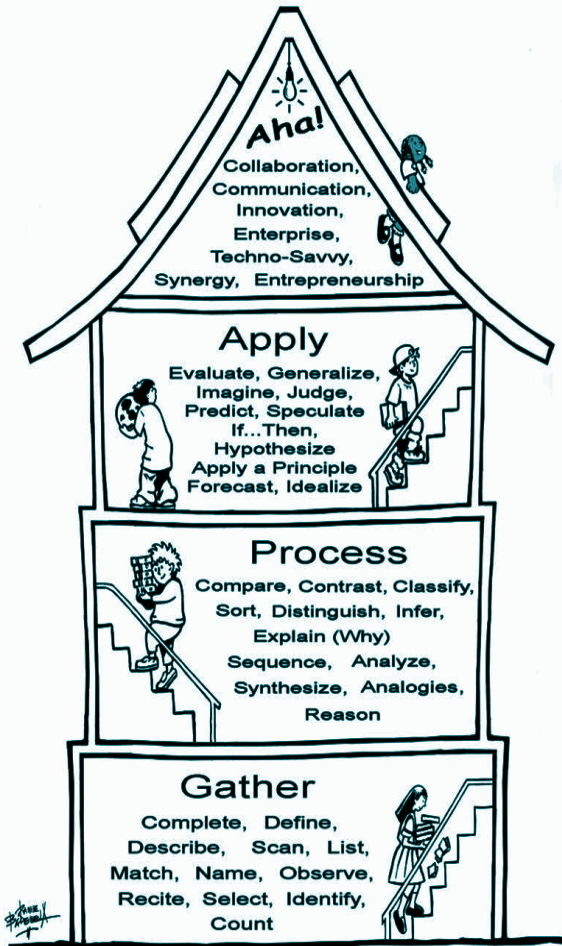 Aha!
Collaboration,
Communication,
Innovation,
Enterprise,
Techno-Savvy,
Synergy, Entrepreneurship
Apply
Evaluate, Generalize,
Imagine, Judge,
Predict, Speculate
If...Then,
Hypothesize
Apply a Principle
Forecast, Idealize
Process
Compare, Contrast, Classify,
Sort, Distinguish, Infer,
Explain (Why)
Sequence, Analyze,
Synthesize, Analogies,
Reason
Gather
Complete, Define,
Describe, Scan, List,
Match, Name, Observe,
Recite, Select, Identify,
Count